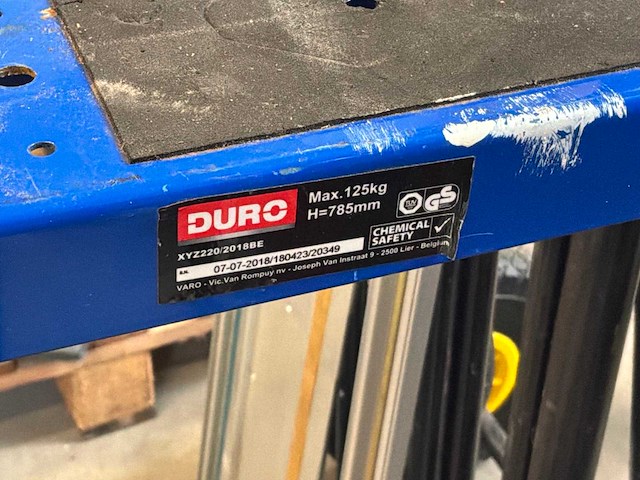 DURO
Max.125kg
H=785mm
TÜV
GS
CHEMICAL
SAFETY
XYZ220/2018BE
S.N. 07-07-2018/180423/20349
VARO - Vic.Van Rompuy nv - Joseph Van Instraat 9 - 2500 Lier - Belgium